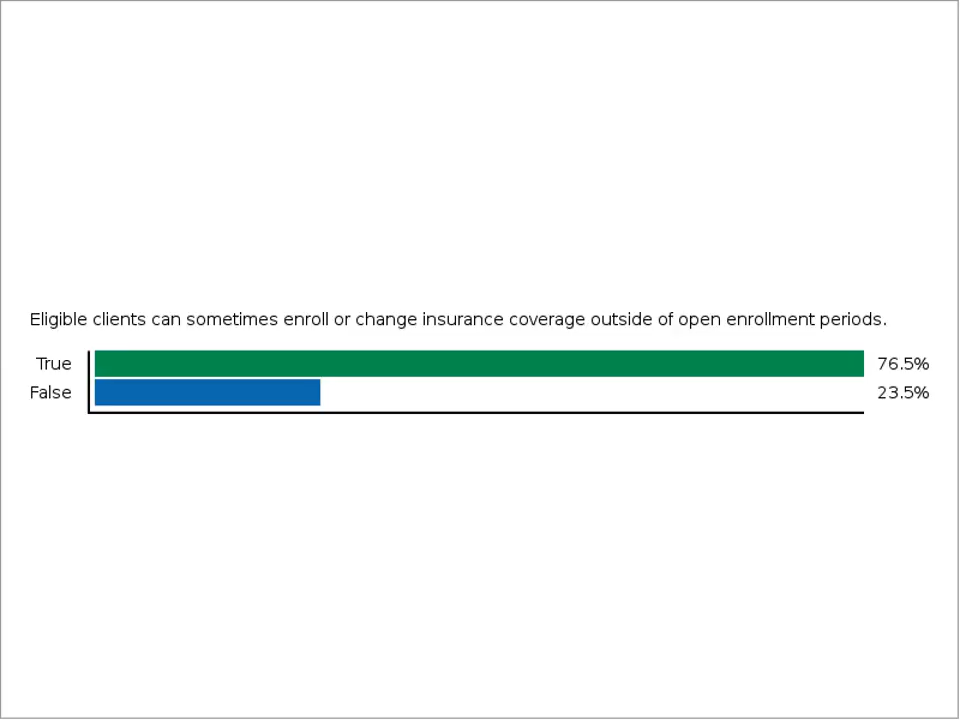 Eligible clients can sometimes enroll or change insurance coverage outside of open enrollment periods.
True 76.5%
False 23.5%